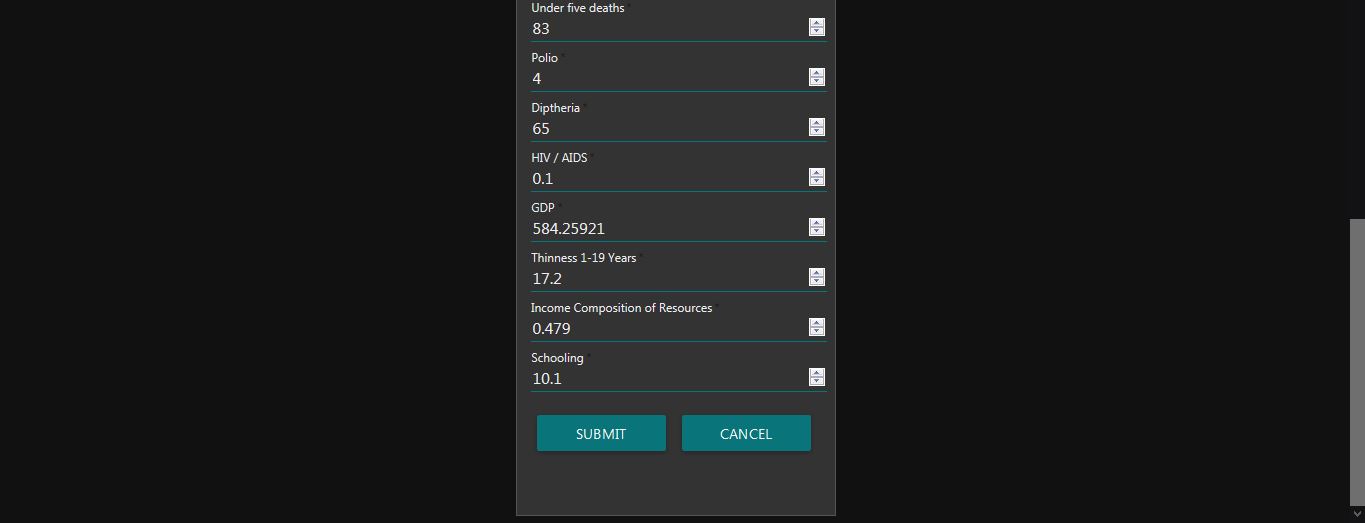 Under five deaths *
83
Polio *
4
Diptheria *
65
HIV / AIDS *
0.1
GDP *
584.25921
Thinness 1-19 Years *
17.2
Income Composition of Resources *
0.479
Schooling *
10.1
SUBMIT CANCEL